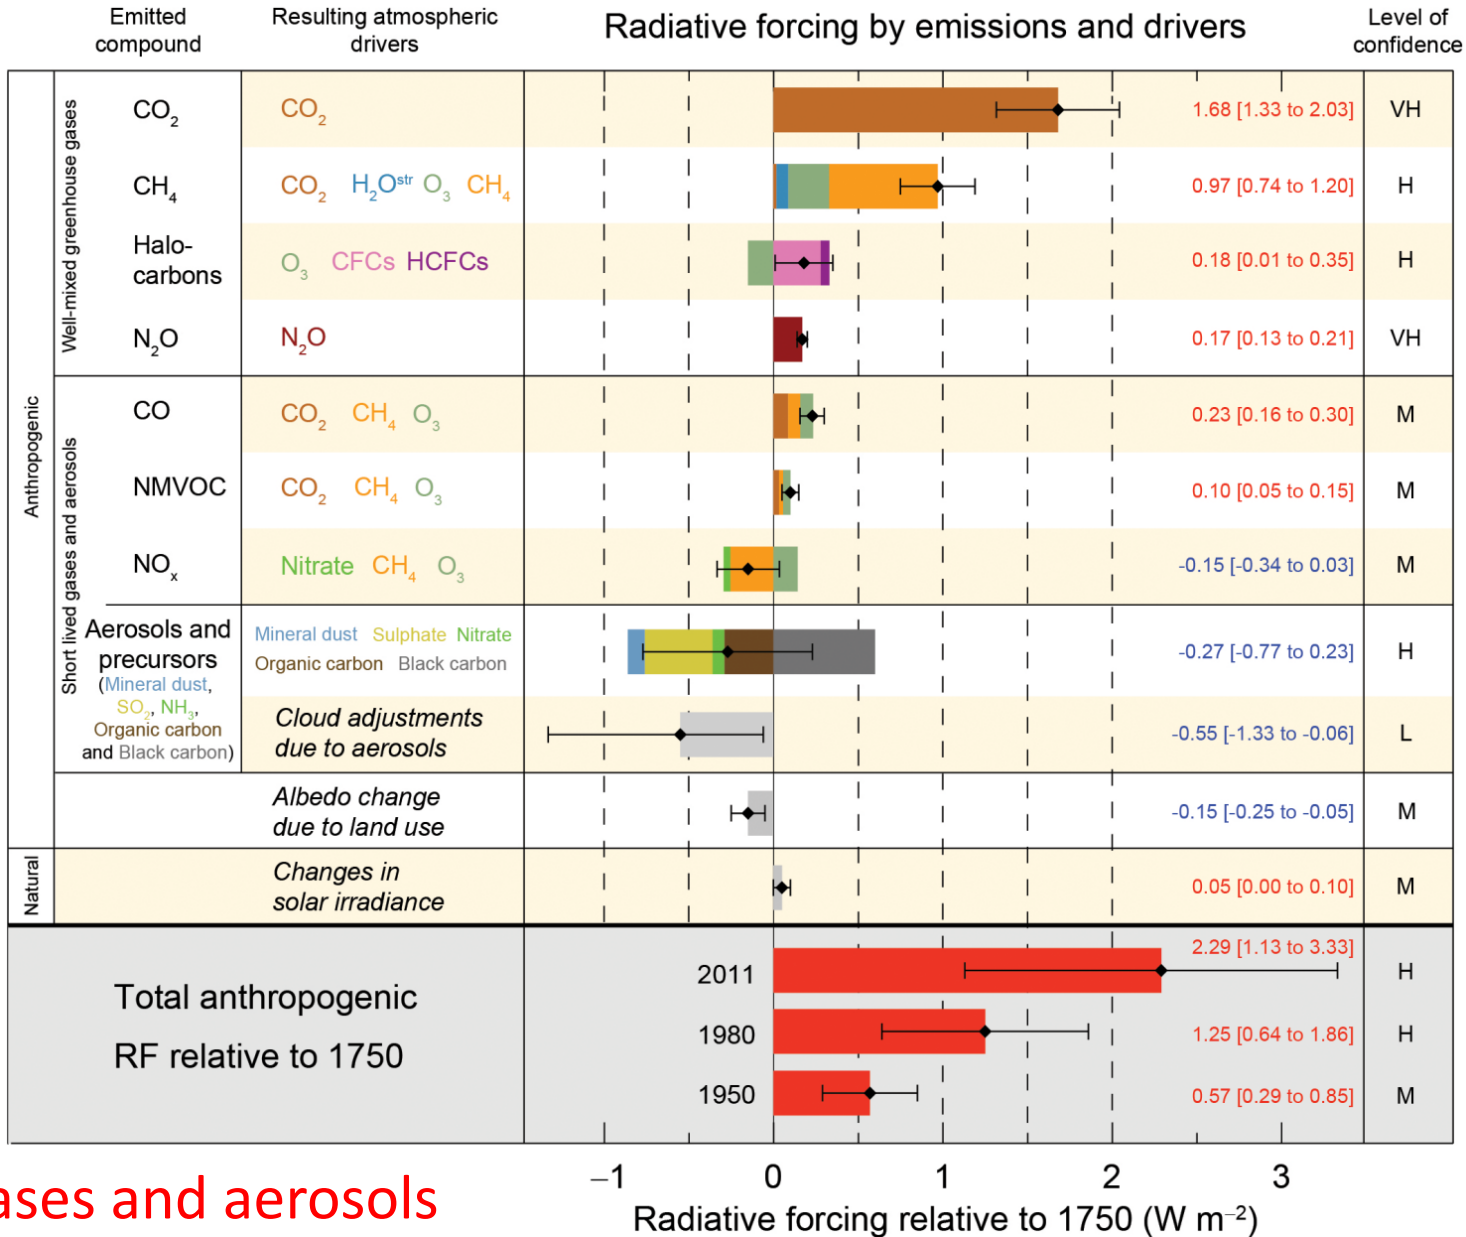 Emitted
compound
Resulting atmospheric
drivers
Radiative forcing by emissions and drivers
Level of
confidence
Anthropogenic
Well-mixed greenhouse gases
CO₂
CO₂
1.68 [1.33 to 2.03]
VH
CH₄
CO₂ H₂Oˢᵗʳ O₃ CH₄
0.97 [0.74 to 1.20]
H
Halo-
carbons
O₃ CFCs HCFCs
0.18 [0.01 to 0.35]
H
N₂O
N₂O
0.17 [0.13 to 0.21]
VH
Short lived gases and aerosols
CO
CO₂ CH₄ O₃
0.23 [0.16 to 0.30]
M
NMVOC
CO₂ CH₄ O₃
0.10 [0.05 to 0.15]
M
NOₓ
Nitrate CH₄ O₃
-0.15 [-0.34 to 0.03]
M
Aerosols and
precursors
(Mineral dust,
SO₂, NH₃,
Organic carbon
and Black carbon)
Mineral dust Sulphate Nitrate
Organic carbon Black carbon
-0.27 [-0.77 to 0.23]
H
Cloud adjustments
due to aerosols
-0.55 [-1.33 to -0.06]
L
Albedo change
due to land use
-0.15 [-0.25 to -0.05]
M
Natural
Changes in
solar irradiance
0.05 [0.00 to 0.10]
M
Total anthropogenic
RF relative to 1750
2011
2.29 [1.13 to 3.33]
H
1980
1.25 [0.64 to 1.86]
H
1950
0.57 [0.29 to 0.85]
M
−1 0 1 2 3
Radiative forcing relative to 1750 (W m⁻²)
ases and aerosols